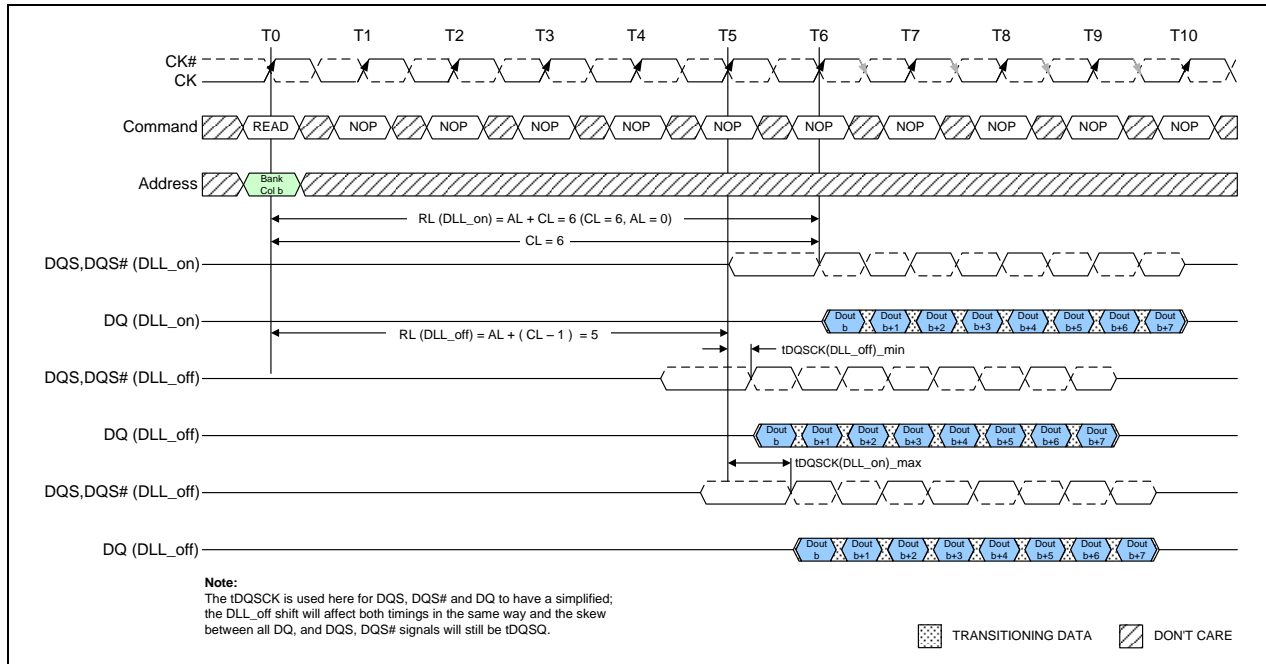 T0 T1 T2 T3 T4 T5 T6 T7 T8 T9 T10
CK#
CK
Command READ NOP NOP NOP NOP NOP NOP NOP NOP NOP NOP
Address Bank
Col b
RL (DLL_on) = AL + CL = 6 (CL = 6, AL = 0)
CL = 6
DQS,DQS# (DLL_on)
DQ (DLL_on) Dout b Dout b+1 Dout b+2 Dout b+3 Dout b+4 Dout b+5 Dout b+6 Dout b+7
RL (DLL_off) = AL + ( CL – 1 ) = 5
tDQSCK(DLL_off)_min
DQS,DQS# (DLL_off)
DQ (DLL_off) Dout b Dout b+1 Dout b+2 Dout b+3 Dout b+4 Dout b+5 Dout b+6 Dout b+7
tDQSCK(DLL_on)_max
DQS,DQS# (DLL_off)
DQ (DLL_off) Dout b Dout b+1 Dout b+2 Dout b+3 Dout b+4 Dout b+5 Dout b+6 Dout b+7
Note:
The tDQSCK is used here for DQS, DQS# and DQ to have a simplified;
the DLL_off shift will affect both timings in the same way and the skew
between all DQ, and DQS, DQS# signals will still be tDQSQ.
TRANSITIONING DATA DON'T CARE